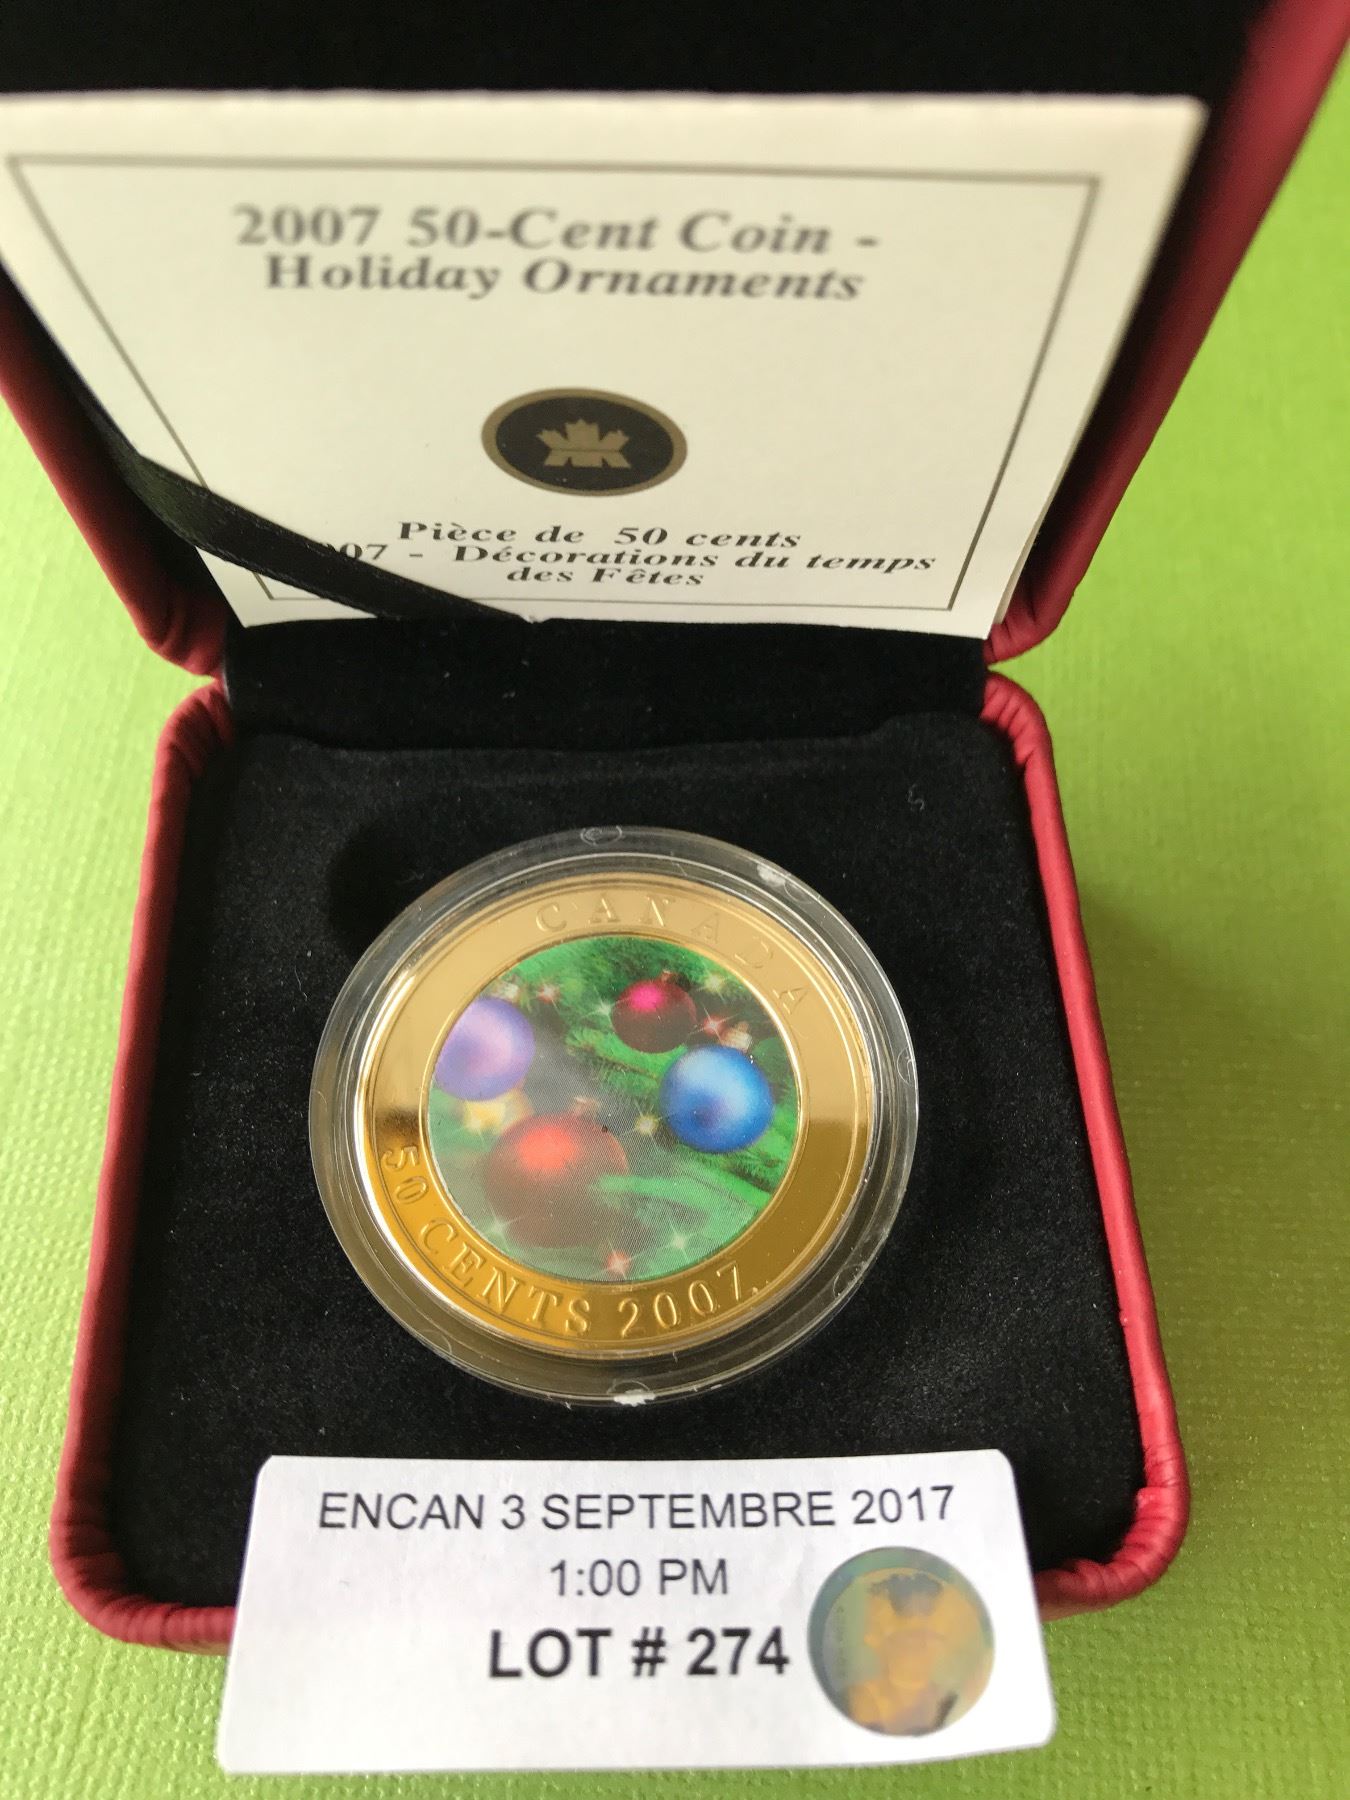 2007 50-Cent Coin -
Holiday Ornaments
Pièce de 50 cents
07 - Décorations du temps
des Fêtes
CANADA
50 CENTS 2007
ENCAN 3 SEPTEMBRE 2017
1:00 PM
LOT # 274